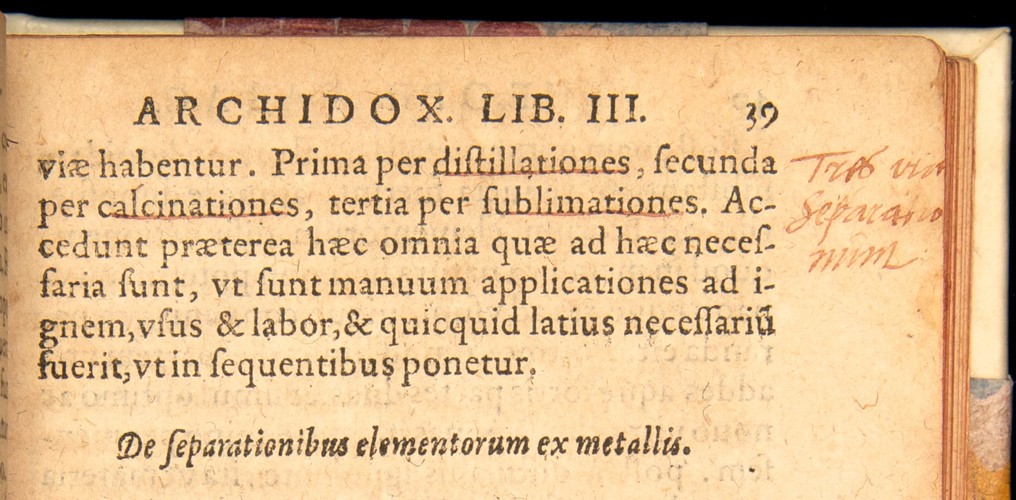 ARCHIDOX. LIB. III. 39
viæ habentur. Prima per diſtillationes, ſecunda
per calcinationes, tertia per ſublimationes. Ac-
cedunt præterea hæc omnia quæ ad hæc neceſ-
ſaria ſunt, vt ſunt manuum applicationes ad i-
gnem, vſus & labor, & quicquid latius neceſſariũ
fuerit, vt in ſequentibus ponetur.
De ſeparationibus elementorum ex metallis.
Tres viæ
Separatio
num